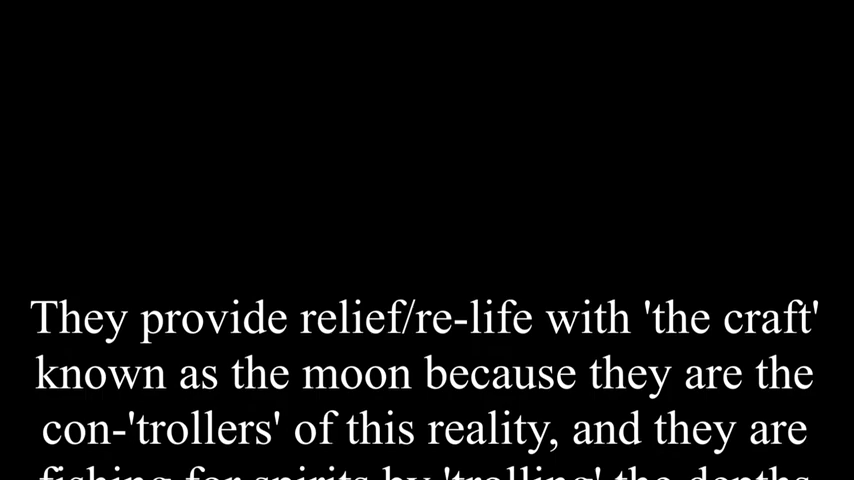 They provide relief/re-life with 'the craft'
known as the moon because they are the
con-'trollers' of this reality, and they are
fishing for spirits by 'trolling' the depths